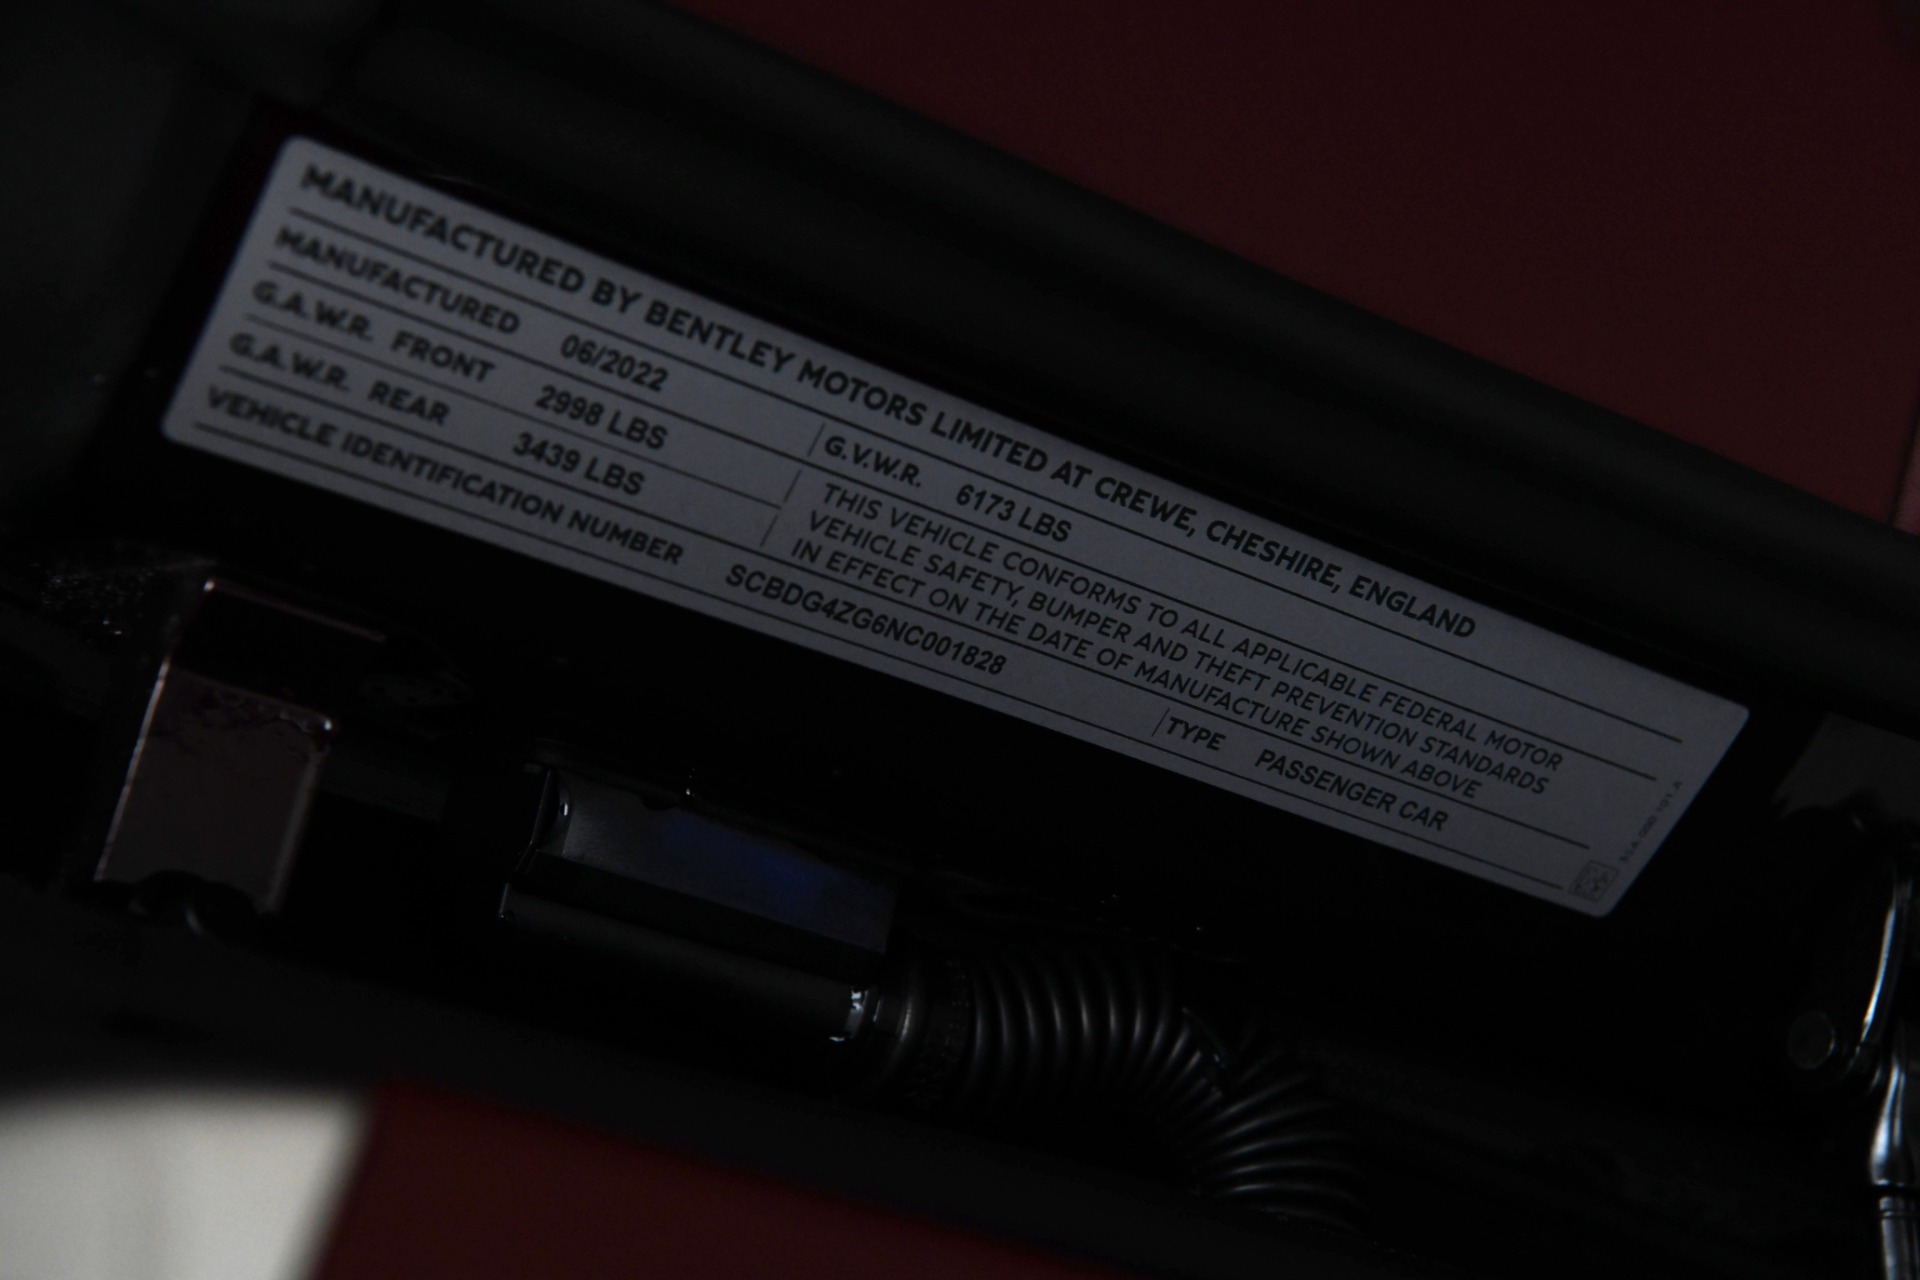 MANUFACTURED BY BENTLEY MOTORS LIMITED AT CREWE, CHESHIRE, ENGLAND
MANUFACTURED 06/2022 G.V.W.R. 6173 LBS
G.A.W.R. FRONT 2998 LBS
G.A.W.R. REAR 3439 LBS
THIS VEHICLE CONFORMS TO ALL APPLICABLE FEDERAL MOTOR
VEHICLE SAFETY, BUMPER AND THEFT PREVENTION STANDARDS
IN EFFECT ON THE DATE OF MANUFACTURE SHOWN ABOVE
VEHICLE IDENTIFICATION NUMBER SCBDG4ZG6NC001828 TYPE PASSENGER CAR